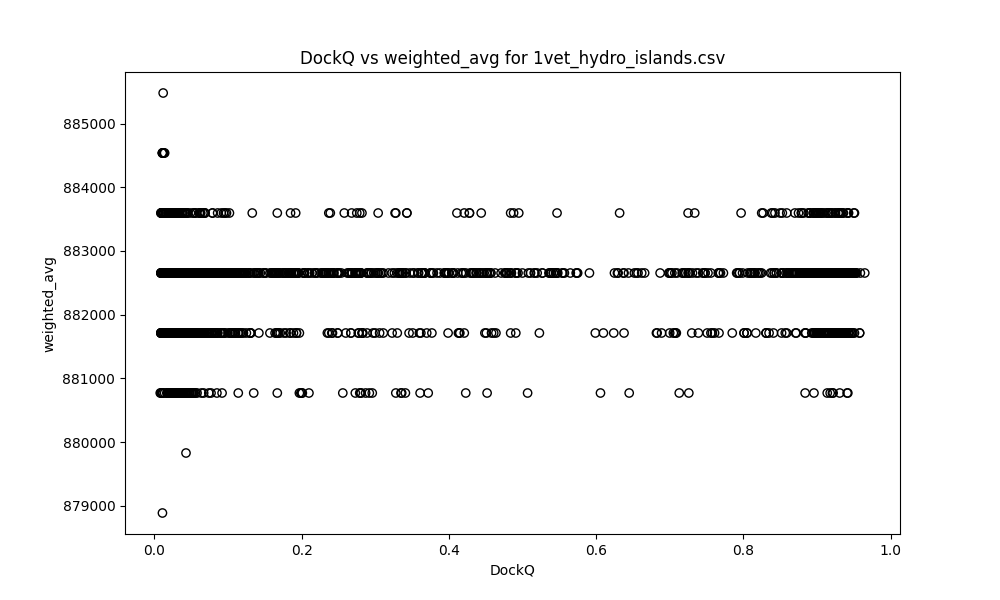 DockQ vs weighted_avg for 1vet_hydro_islands.csv
885000
884000
883000
882000
881000
880000
879000
weighted_avg
0.0 0.2 0.4 0.6 0.8 1.0
DockQ